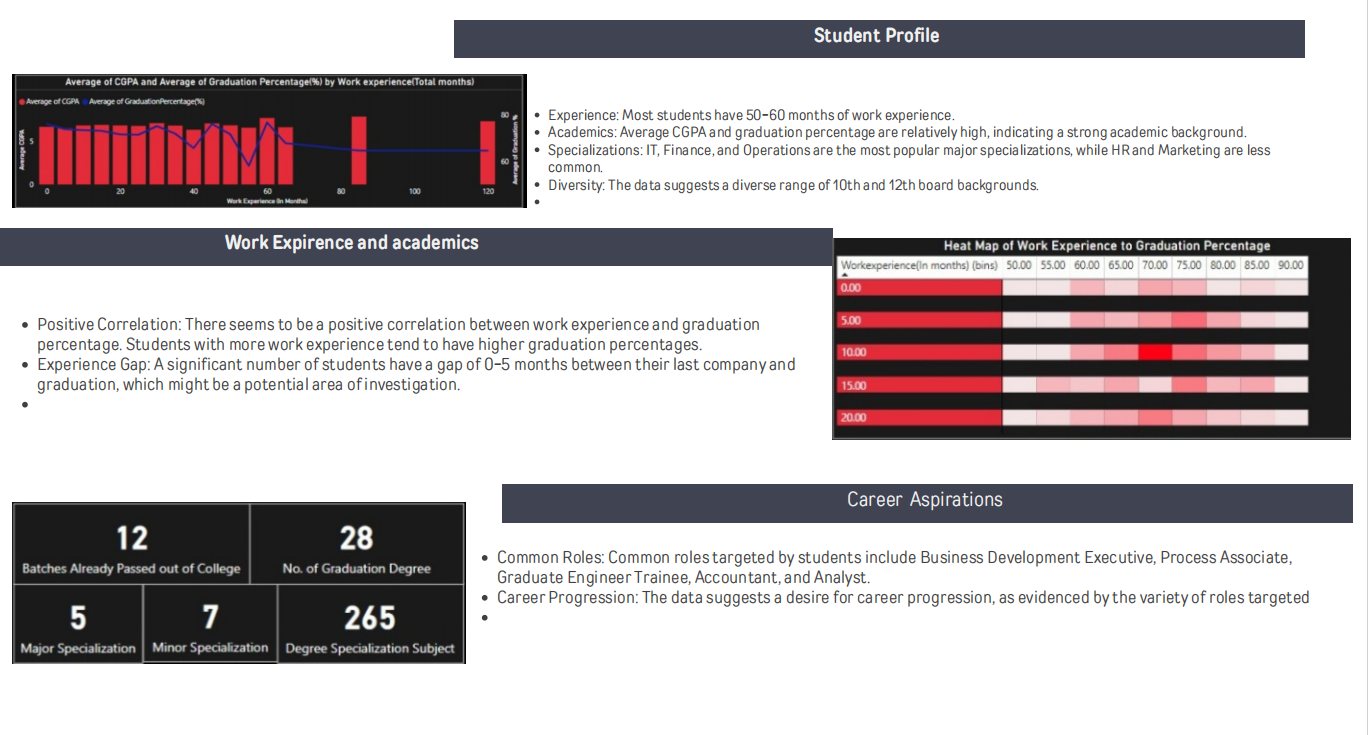 Student Profile
Average of CGPA and Average of Graduation Percentage(%) by Work experience(Total months)
Average of CGPA Average of GraduationPercentage(%)
Average CGPA
5
0
80
60
Average of Graduation %
0 20 40 60 80 100 120
Work Experience (In Months)
• Experience: Most students have 50-60 months of work experience.
• Academics: Average CGPA and graduation percentage are relatively high, indicating a strong academic background.
• Specializations: IT, Finance, and Operations are the most popular major specializations, while HR and Marketing are less
common.
• Diversity: The data suggests a diverse range of 10th and 12th board backgrounds.
•
Work Expirence and academics
• Positive Correlation: There seems to be a positive correlation between work experience and graduation
percentage. Students with more work experience tend to have higher graduation percentages.
• Experience Gap: A significant number of students have a gap of 0-5 months between their last company and
graduation, which might be a potential area of investigation.
•
Heat Map of Work Experience to Graduation Percentage
Workexperience(In months) (bins) 50.00 55.00 60.00 65.00 70.00 75.00 80.00 85.00 90.00
0.00
5.00
10.00
15.00
20.00
12
Batches Already Passed out of College
28
No. of Graduation Degree
5
Major Specialization
7
Minor Specialization
265
Degree Specialization Subject
Career Aspirations
• Common Roles: Common roles targeted by students include Business Development Executive, Process Associate,
Graduate Engineer Trainee, Accountant, and Analyst.
• Career Progression: The data suggests a desire for career progression, as evidenced by the variety of roles targeted
•